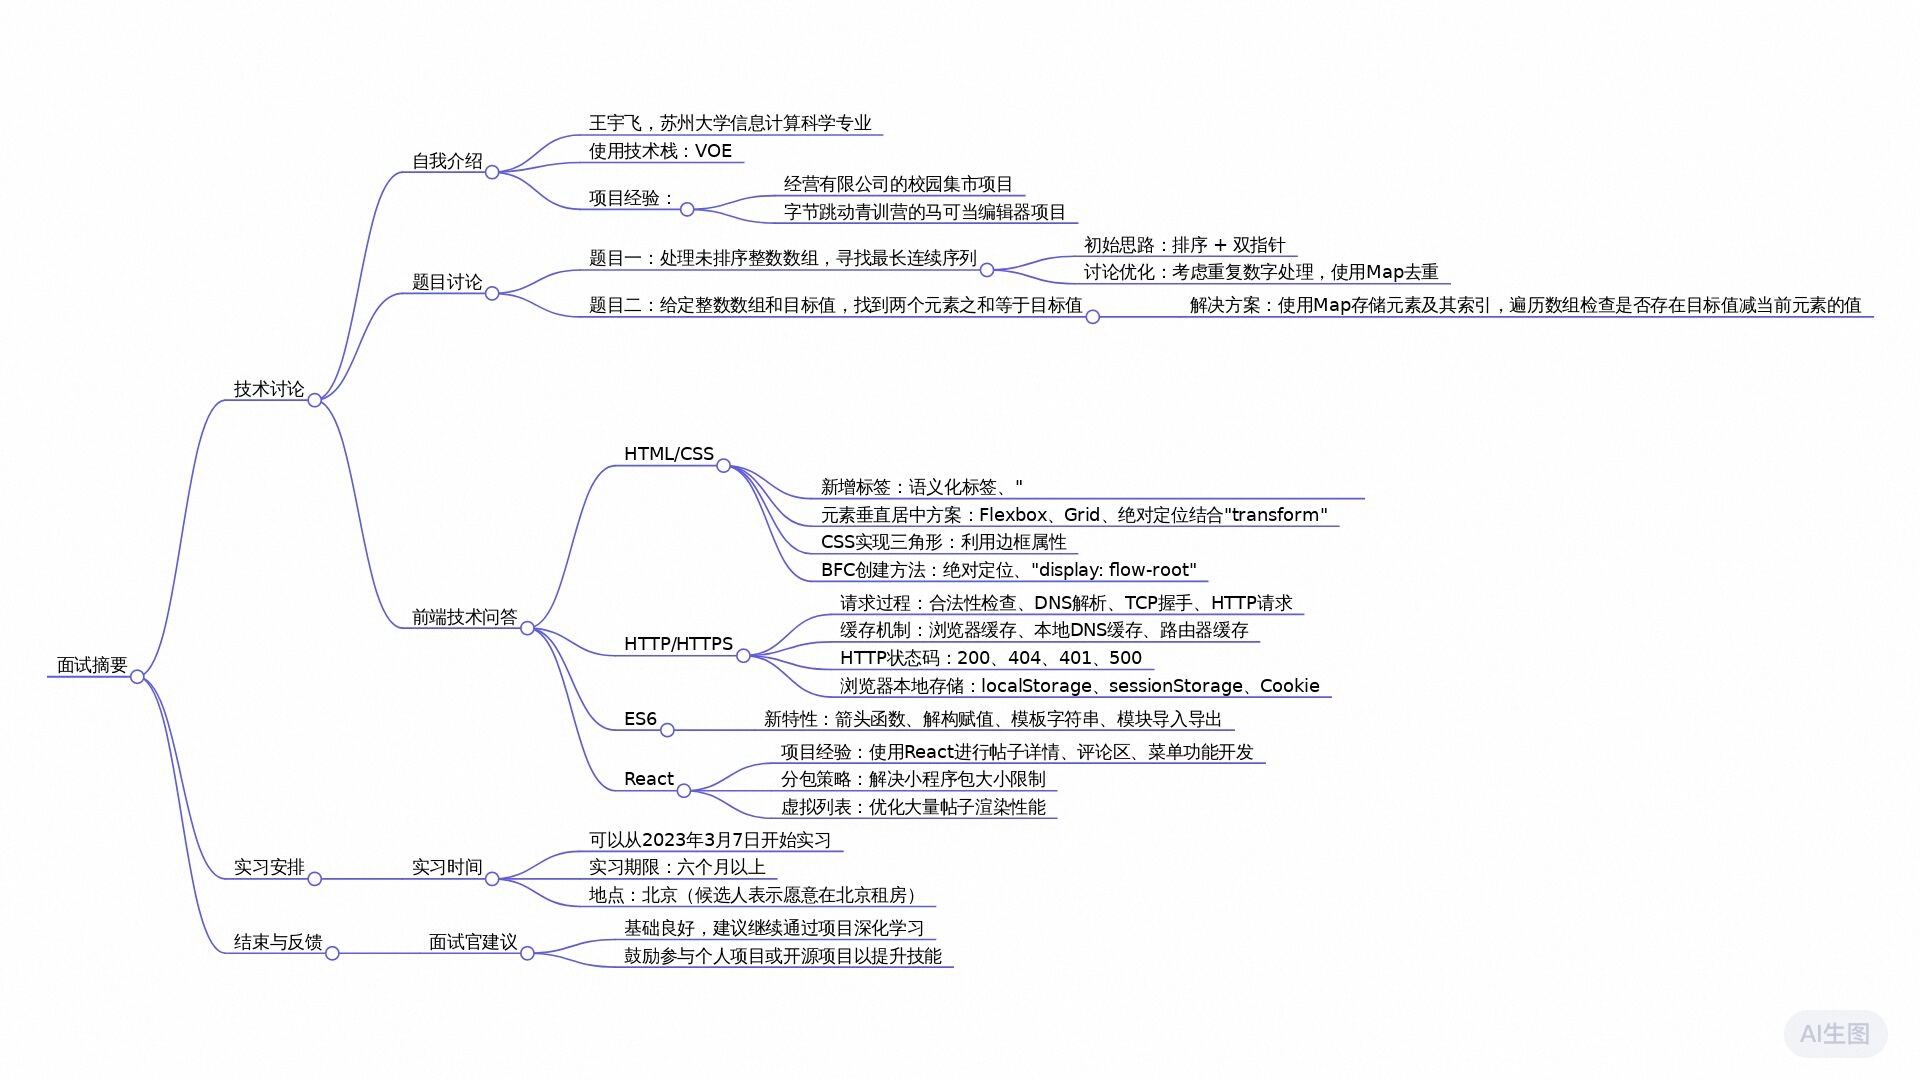 面试摘要
技术讨论
自我介绍
王宇飞，苏州大学信息计算科学专业
使用技术栈：VOE
项目经验：
经营有限公司的校园集市项目
字节跳动青训营的马可当编辑器项目
题目讨论
题目一：处理未排序整数数组，寻找最长连续序列
初始思路：排序 + 双指针
讨论优化：考虑重复数字处理，使用Map去重
题目二：给定整数数组和目标值，找到两个元素之和等于目标值
解决方案：使用Map存储元素及其索引，遍历数组检查是否存在目标值减当前元素的值
前端技术问答
HTML/CSS
新增标签：语义化标签、"
元素垂直居中方案：Flexbox、Grid、绝对定位结合"transform"
CSS实现三角形：利用边框属性
BFC创建方法：绝对定位、"display: flow-root"
HTTP/HTTPS
请求过程：合法性检查、DNS解析、TCP握手、HTTP请求
缓存机制：浏览器缓存、本地DNS缓存、路由器缓存
HTTP状态码：200、404、401、500
浏览器本地存储：localStorage、sessionStorage、Cookie
ES6
新特性：箭头函数、解构赋值、模板字符串、模块导入导出
React
项目经验：使用React进行帖子详情、评论区、菜单功能开发
分包策略：解决小程序包大小限制
虚拟列表：优化大量帖子渲染性能
实习安排
实习时间
可以从2023年3月7日开始实习
实习期限：六个月以上
地点：北京（候选人表示愿意在北京租房）
结束与反馈
面试官建议
基础良好，建议继续通过项目深化学习
鼓励参与个人项目或开源项目以提升技能
AI生图